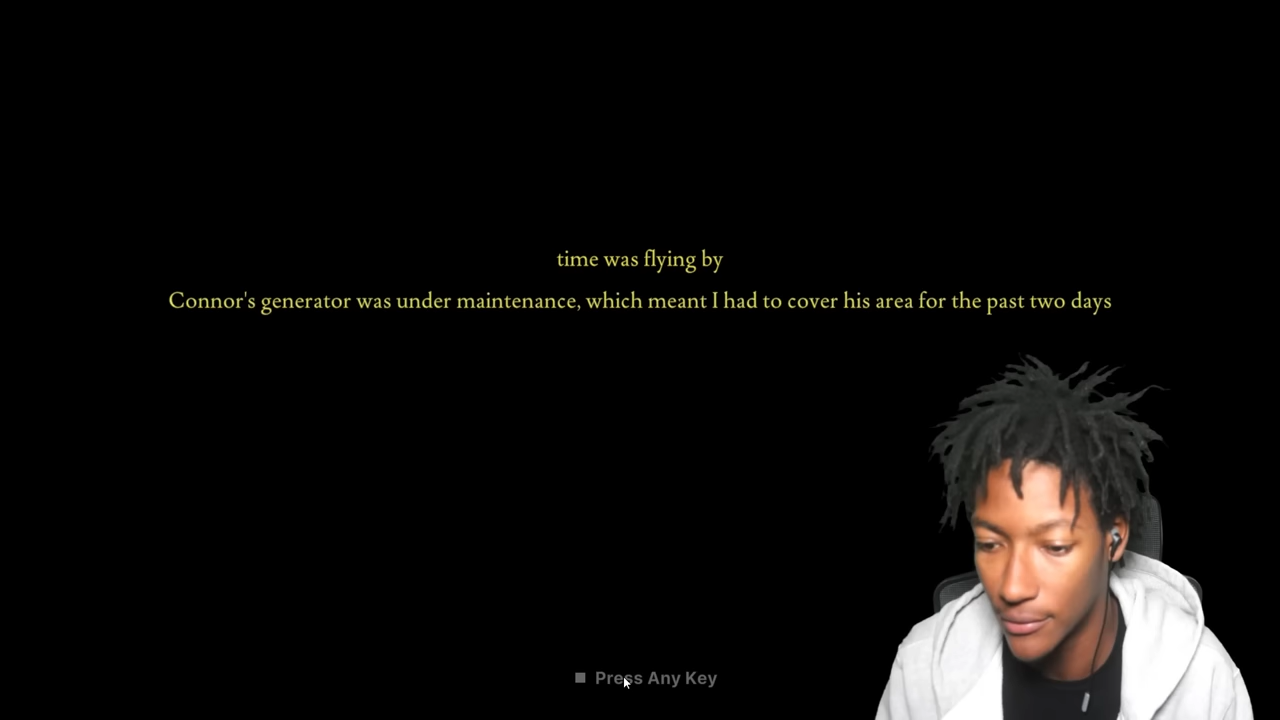 time was flying by
Connor's generator was under maintenance, which meant I had to cover his area for the past two days
Press Any Key